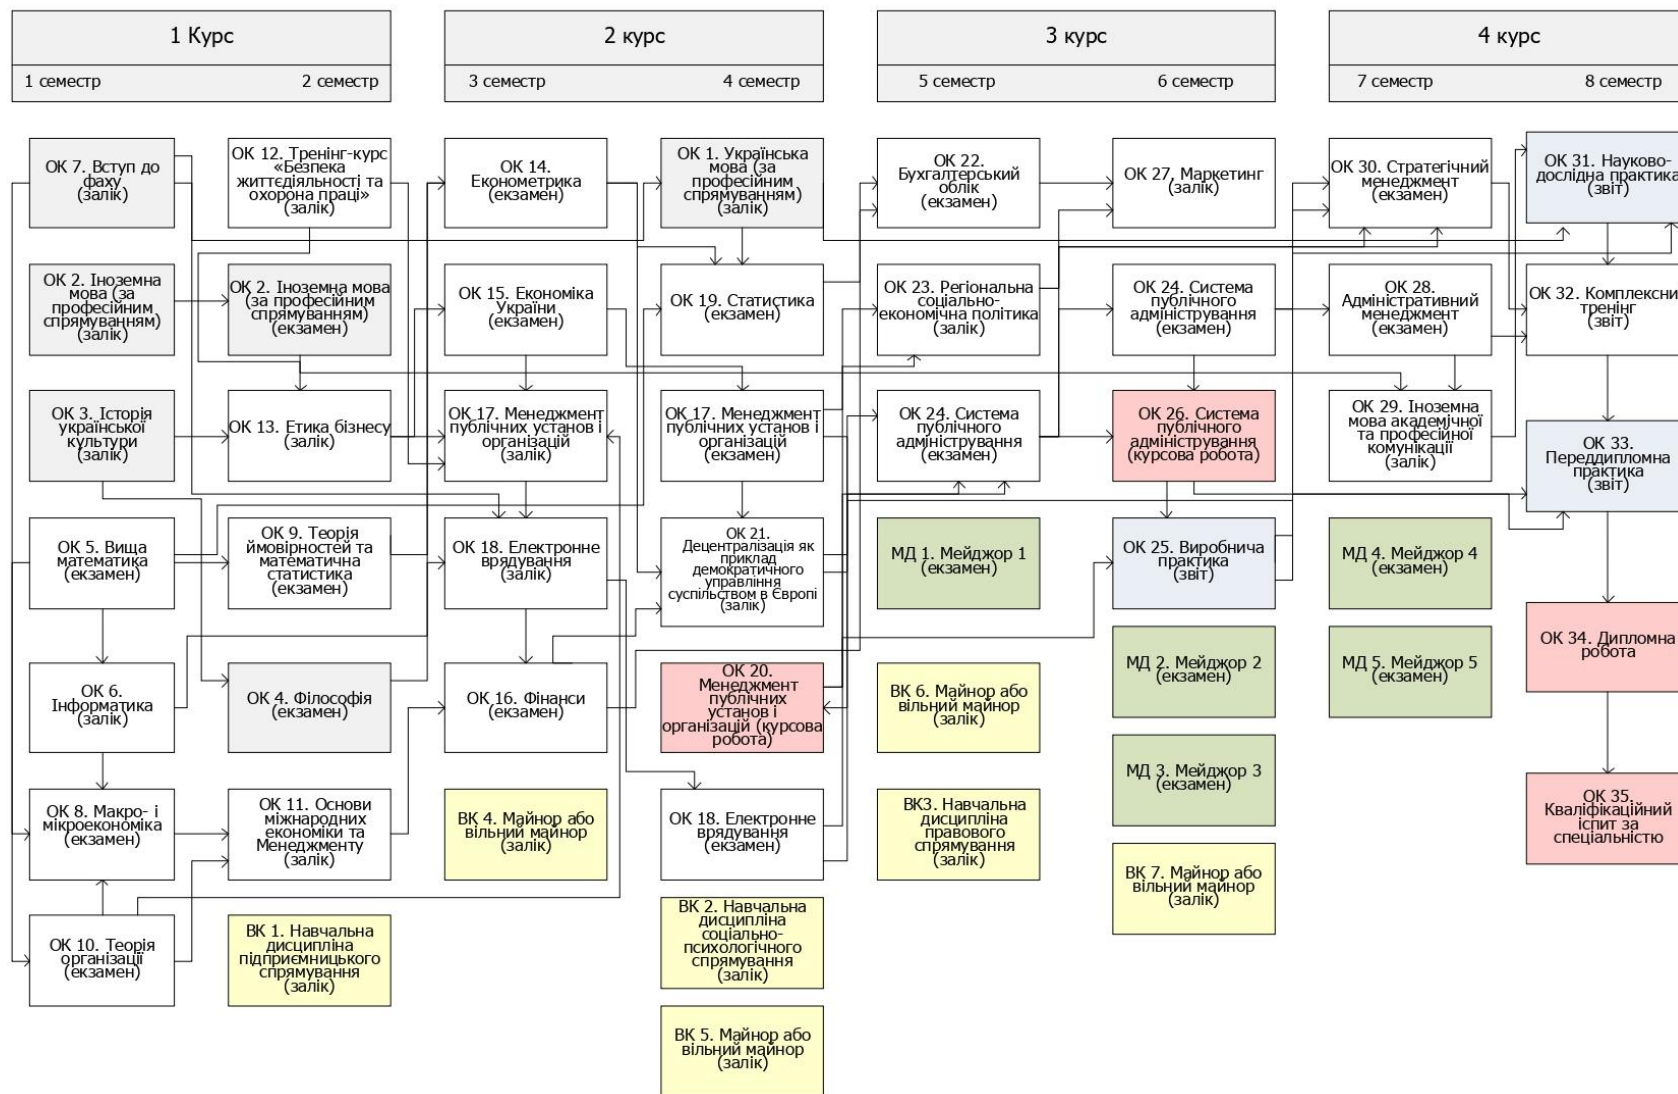 1 Курс
2 курс
3 курс
4 курс
1 семестр
2 семестр
3 семестр
4 семестр
5 семестр
6 семестр
7 семестр
8 семестр
ОК 7. Вступ до
фаху
(залік)
ОК 2. Іноземна
мова (за
професійним
спрямуванням)
(залік)
ОК 3. Історія
української
культури
(залік)
ОК 5. Вища
математика
(екзамен)
ОК 6.
Інформатика
(залік)
ОК 8. Макро- і
мікроекономіка
(екзамен)
ОК 10. Теорія
організації
(екзамен)
ОК 12. Тренінг-курс
«Безпека
життєдіяльності та
охорона праці»
(залік)
ОК 2. Іноземна мова
(за професійним
спрямуванням)
(екзамен)
ОК 13. Етика бізнесу
(залік)
ОК 9. Теорія
ймовірностей та
математична
статистика
(екзамен)
ОК 4. Філософія
(екзамен)
ОК 11. Основи
міжнародних
економіки та
Менеджменту
(залік)
ВК 1. Навчальна
дисципліна
підприємницького
спрямування
(залік)
ОК 14.
Економетрика
(екзамен)
ОК 15. Економіка
України
(екзамен)
ОК 17. Менеджмент
публічних установ і
організацій
(залік)
ОК 18. Електронне
врядування
(залік)
ОК 16. Фінанси
(екзамен)
ВК 4. Майнор або
вільний майнор
(залік)
ОК 1. Українська
мова (за
професійним
спрямуванням)
(залік)
ОК 19. Статистика
(екзамен)
ОК 17. Менеджмент
публічних установ і
організацій
(екзамен)
ОК 21.
Децентралізація як
приклад
демократичного
управління
суспільством в Європі
(залік)
ОК 20.
Менеджмент
публічних
установ і
організацій (курсова
робота)
ОК 18. Електронне
врядування
(екзамен)
ВК 2. Навчальна
дисципліна
соціально-
психологічного
спрямування
(залік)
ВК 5. Майнор або
вільний майнор
(залік)
ОК 22.
Бухгалтерський
облік
(екзамен)
ОК 23. Регіональна
соціально-
економічна політика
(залік)
ОК 24. Система
публічного
адміністрування
(екзамен)
МД 1. Мейджор 1
(екзамен)
ВК 6. Майнор або
вільний майнор
(залік)
ВК3. Навчальна
дисципліна
правового
спрямування
(залік)
ОК 27. Маркетинг
(залік)
ОК 24. Система
публічного
адміністрування
(екзамен)
ОК 26. Система
публічного
адміністрування
(курсова робота)
ОК 25. Виробнича
практика
(звіт)
МД 2. Мейджор 2
(екзамен)
МД 3. Мейджор 3
(екзамен)
ВК 7. Майнор або
вільний майнор
(залік)
ОК 30. Стратегічний
менеджмент
(екзамен)
ОК 28.
Адміністративний
менеджмент
(екзамен)
ОК 29. Іноземна
мова академічної
та професійної
комунікації
(залік)
МД 4. Мейджор 4
(екзамен)
МД 5. Мейджор 5
(екзамен)
ОК 31. Науково-
дослідна практика
(звіт)
ОК 32. Комплексни
тренінг
(звіт)
ОК 33.
Переддипломна
практика
(звіт)
ОК 34. Дипломна
робота
ОК 35.
Кваліфікаційний
іспит за
спеціальністю